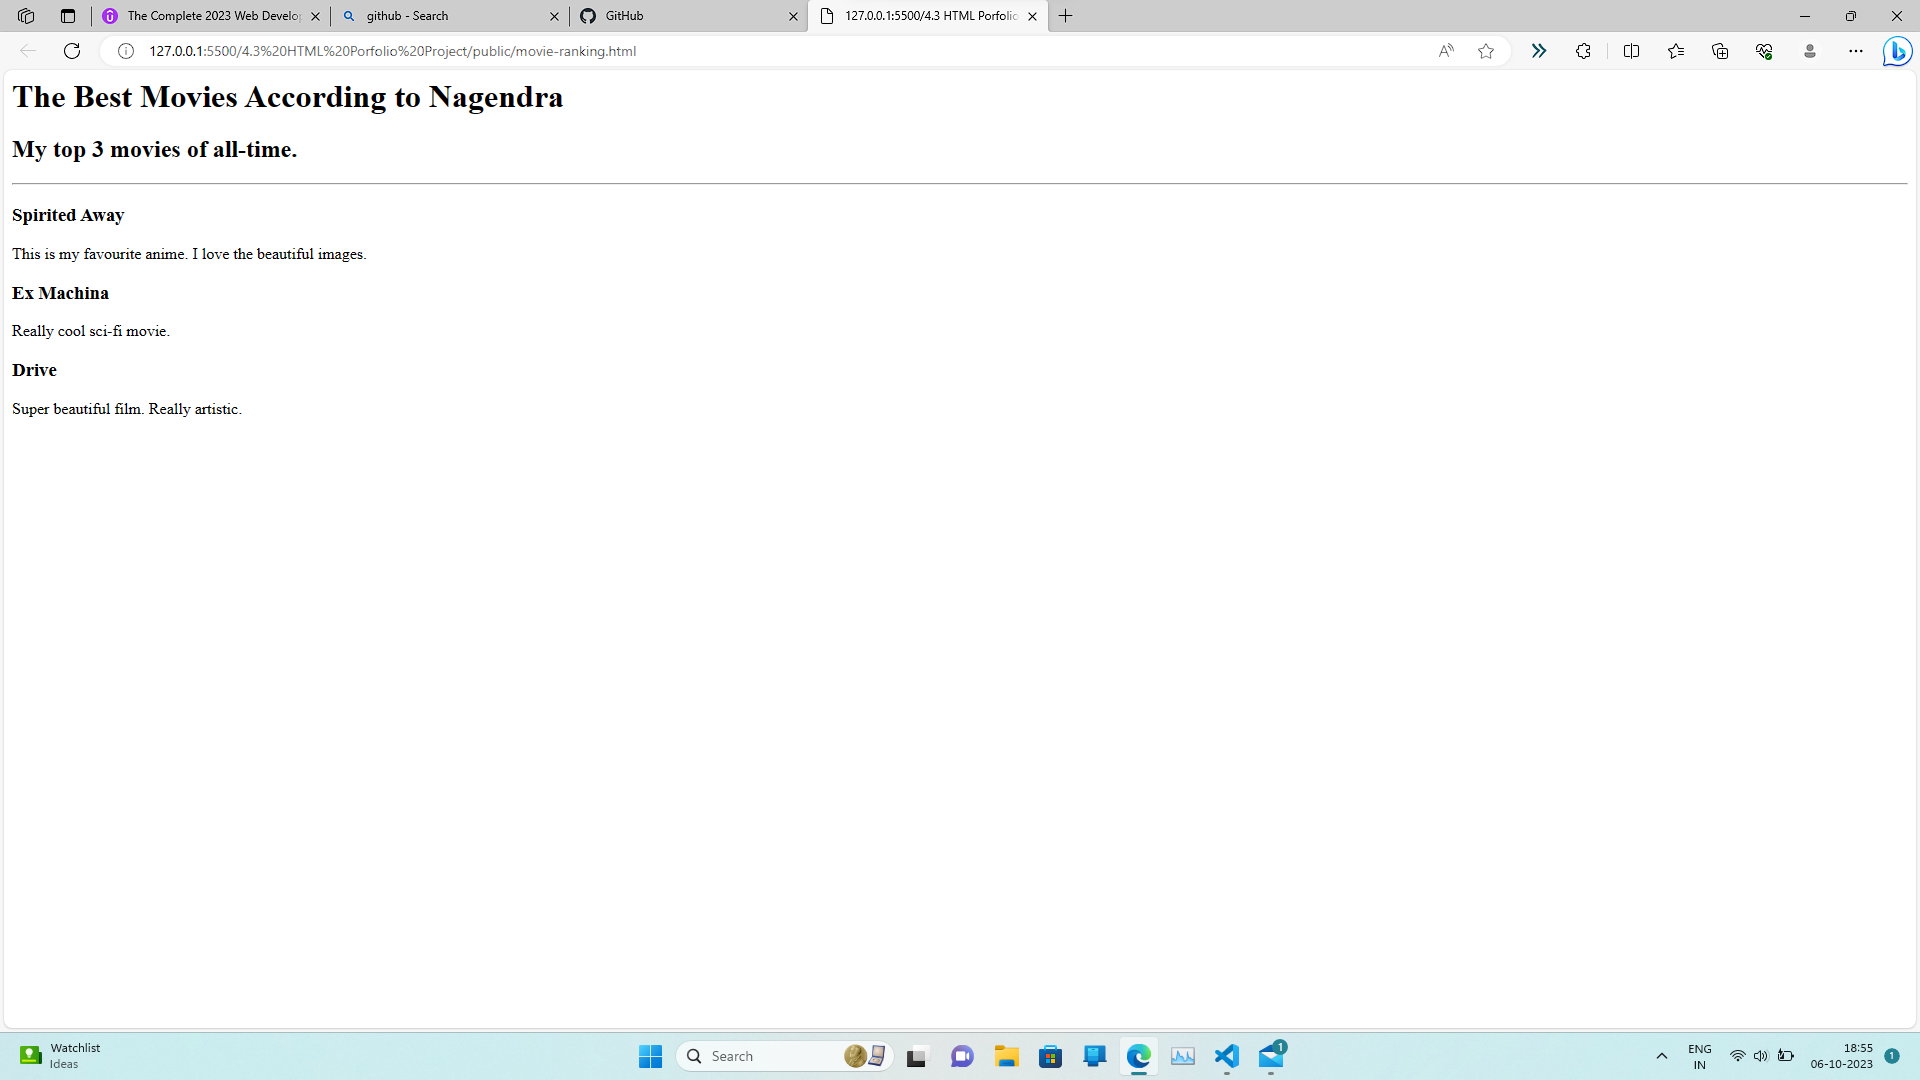 The Complete 2023 Web Develop
github - Search
GitHub
127.0.0.1:5500/4.3 HTML Porfolio
127.0.0.1:5500/4.3%20HTML%20Porfolio%20Project/public/movie-ranking.html
The Best Movies According to Nagendra
My top 3 movies of all-time.
Spirited Away
This is my favourite anime. I love the beautiful images.
Ex Machina
Really cool sci-fi movie.
Drive
Super beautiful film. Really artistic.
Watchlist
Ideas
Search
1
ENG
IN
18:55
06-10-2023
1